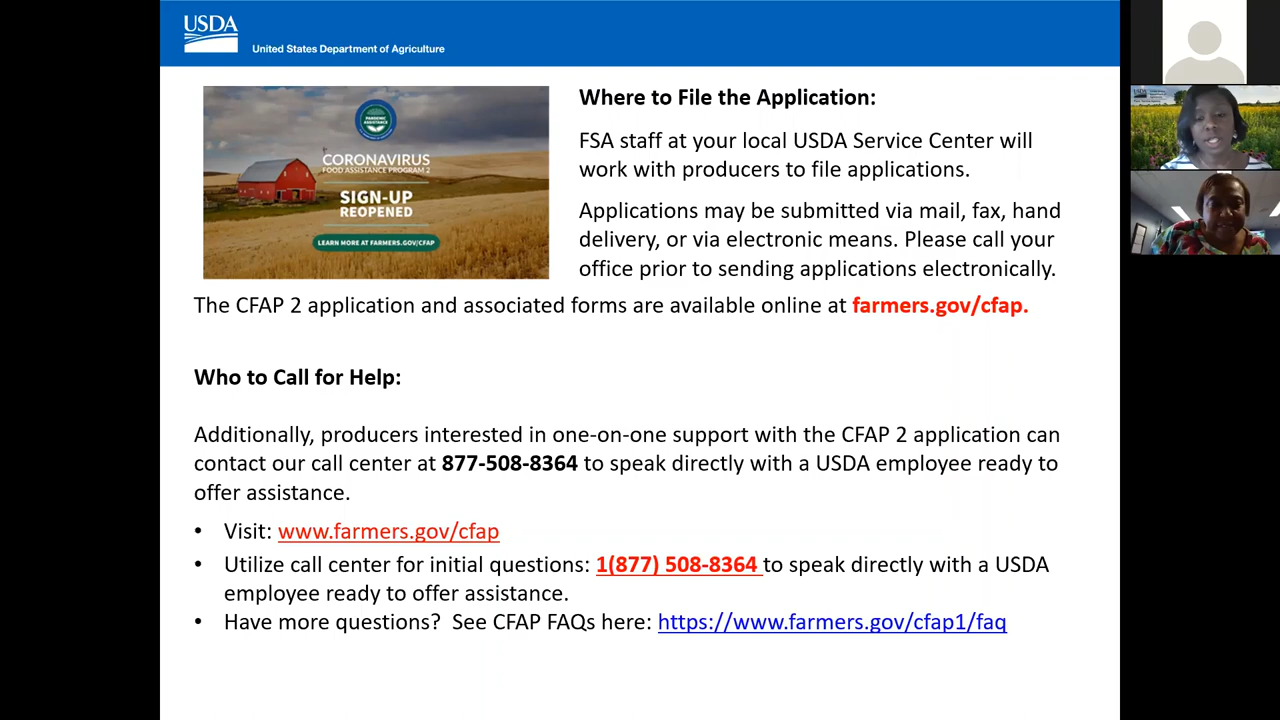 USDA
United States Department of Agriculture
PANDEMIC
ASSISTANCE
CORONAVIRUS
FOOD ASSISTANCE PROGRAM 2
SIGN-UP
REOPENED
LEARN MORE AT FARMERS.GOV/CFAP
Where to File the Application:
FSA staff at your local USDA Service Center will
work with producers to file applications.
Applications may be submitted via mail, fax, hand
delivery, or via electronic means. Please call your
office prior to sending applications electronically.
The CFAP 2 application and associated forms are available online at farmers.gov/cfap.
Who to Call for Help:
Additionally, producers interested in one-on-one support with the CFAP 2 application can
contact our call center at 877-508-8364 to speak directly with a USDA employee ready to
offer assistance.
• Visit: www.farmers.gov/cfap
• Utilize call center for initial questions: 1(877) 508-8364 to speak directly with a USDA
employee ready to offer assistance.
• Have more questions?  See CFAP FAQs here: https://www.farmers.gov/cfap1/faq